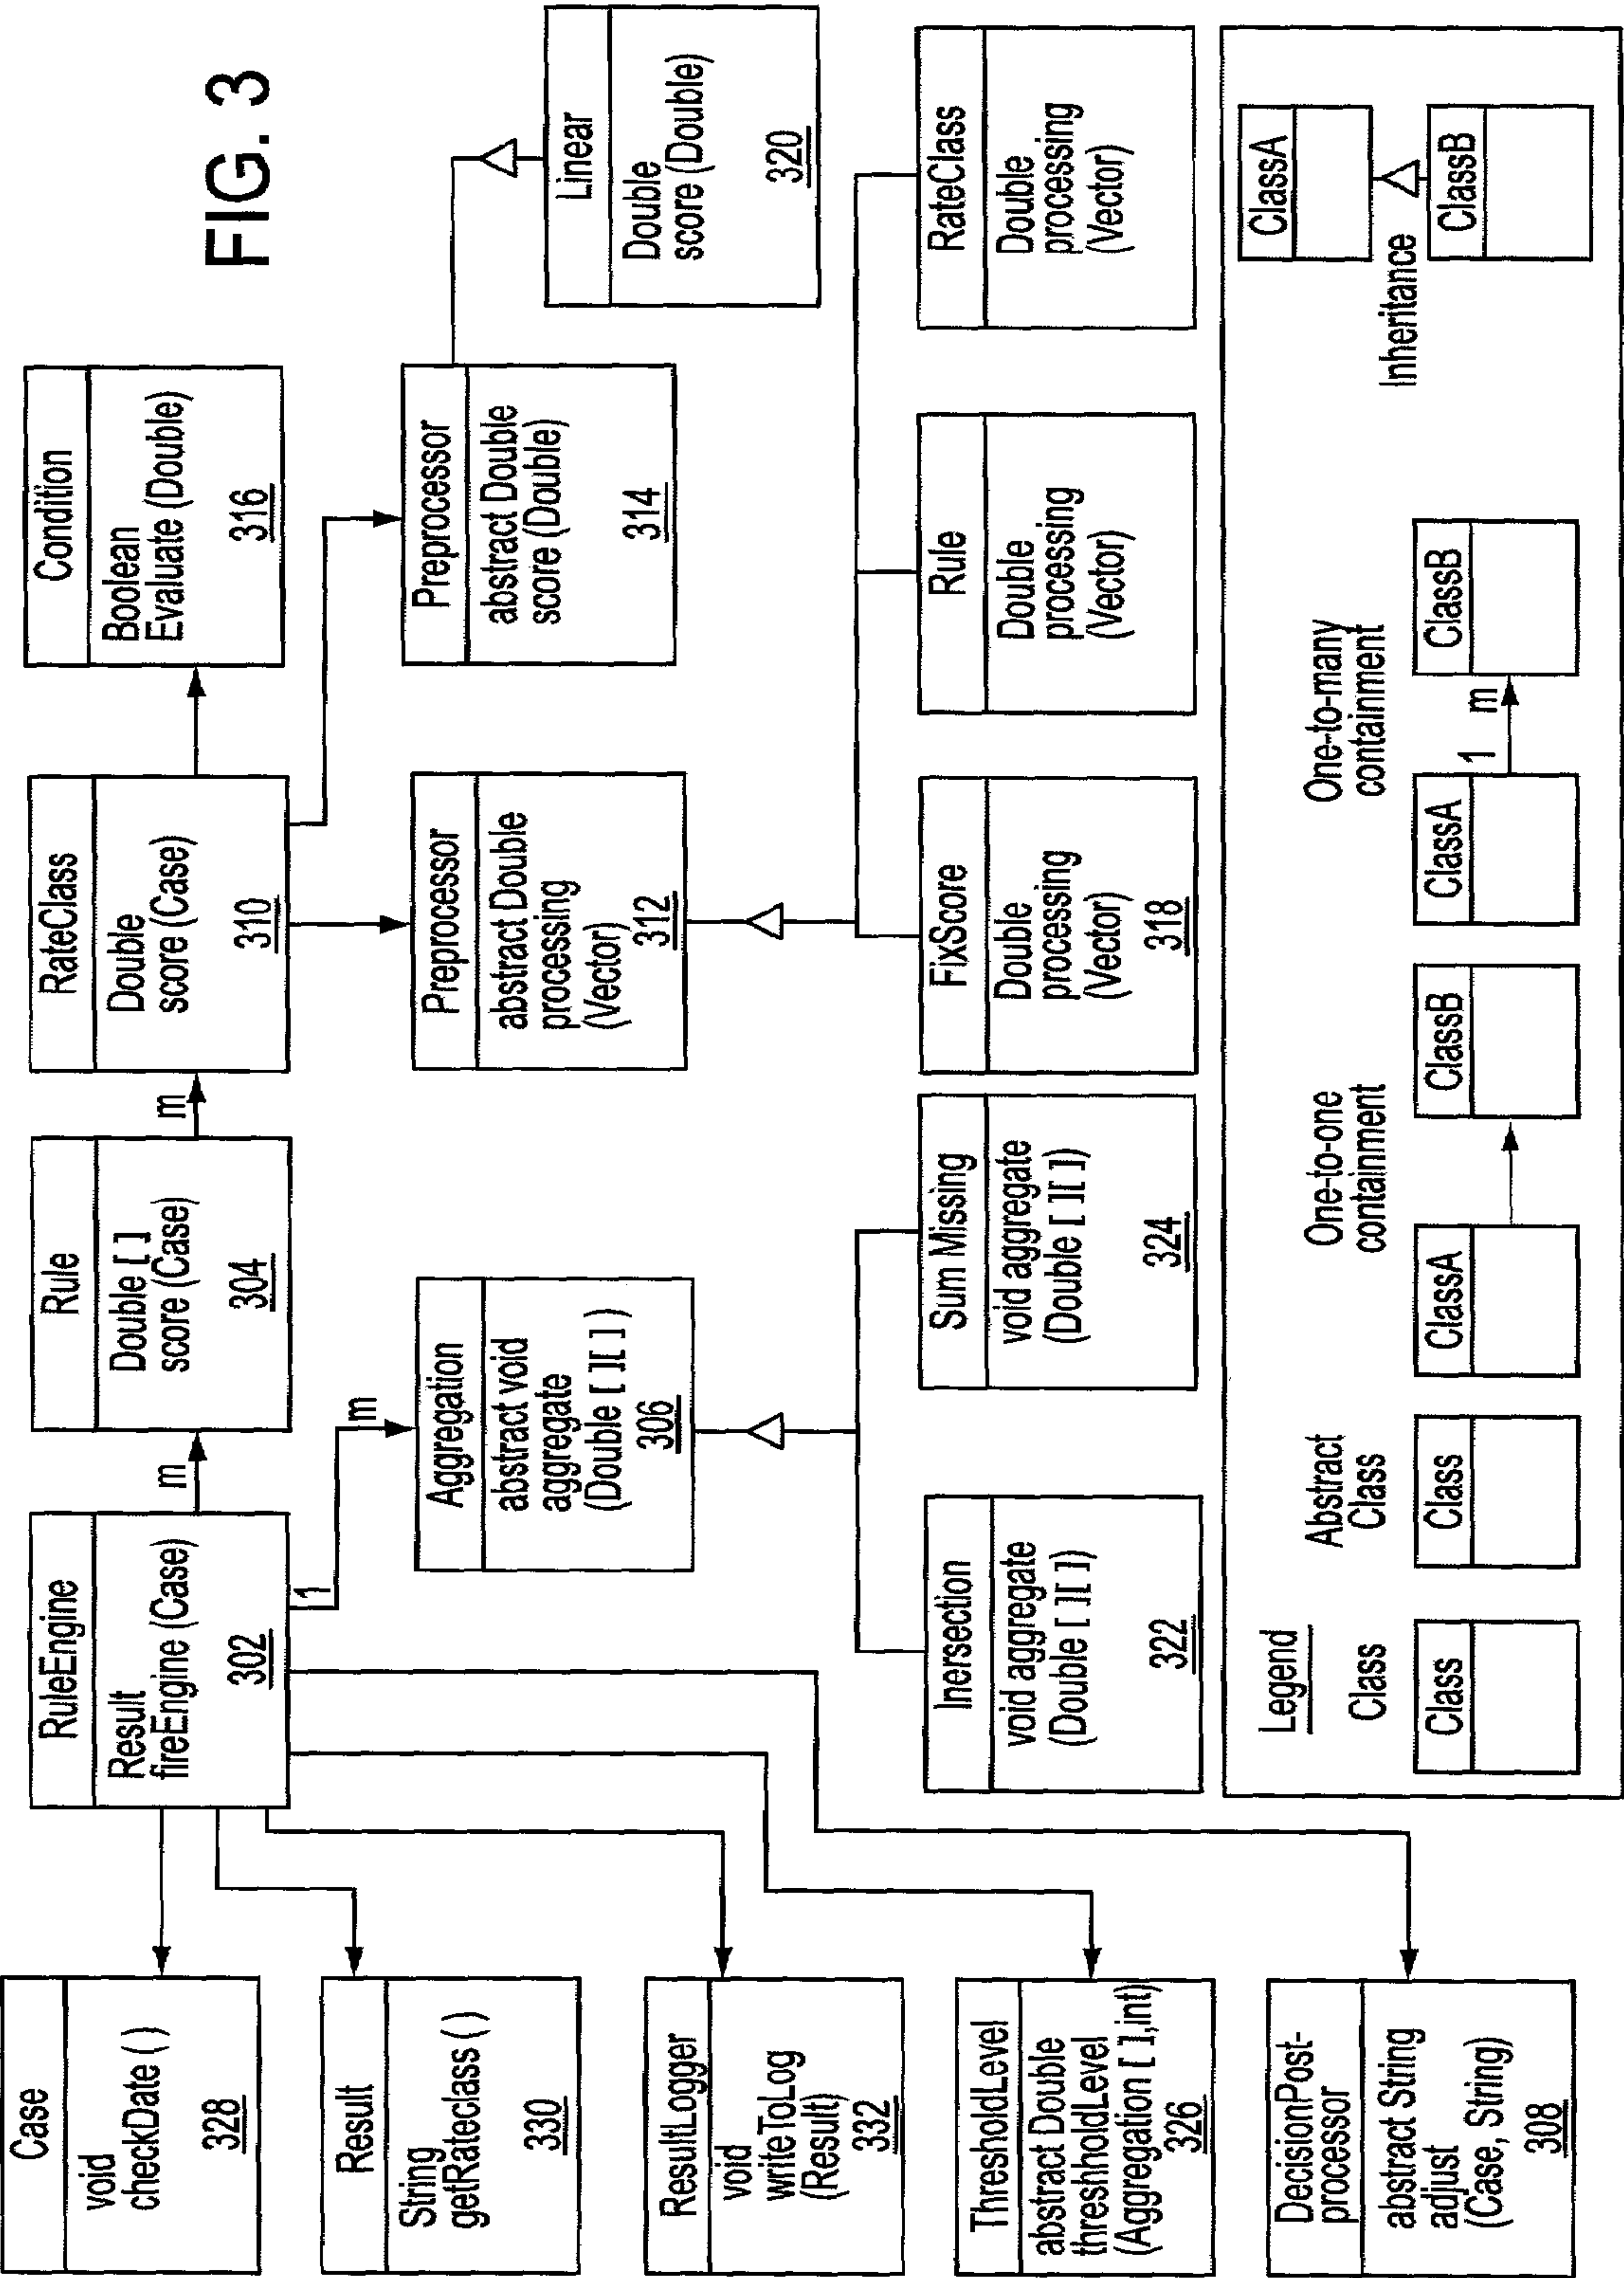 FIG. 3
Case
void
checkDate ( )
328
RuleEngine
Result
fireEngine (Case)
302
m
Rule
Double [ ]
score (Case)
304
m
RateClass
Double
score (Case)
310
Condition
Boolean
Evaluate (Double)
316
Result
String
getRateclass ( )
330
1
m
Aggregation
abstract void
aggregate
(Double [ ][ ] )
306
Preprocessor
abstract Double
processing
(Vector)
312
Preprocessor
abstract Double
score (Double)
314
Linear
Double
score (Double)
320
ResultLogger
void
writeToLog
(Result)
332
ThresholdLevel
abstract Double
threshholdLevel
(Aggregation [ ],int)
326
Inersection
void aggregate
(Double [ ][ ])
322
Sum Missing
void aggregate
(Double [ ][ ] )
324
FixScore
Double
processing
(Vector)
318
Rule
Double
processing
(Vector)
RateClass
Double
processing
(Vector)
DecisionPost-
processor
abstract String
adjust
(Case, String)
308
Legend
Class
Class
Abstract
Class
Class
One-to-one
containment
ClassA
ClassB
One-to-many
containment
ClassA
1
m
ClassB
Inheritance
ClassA
ClassB